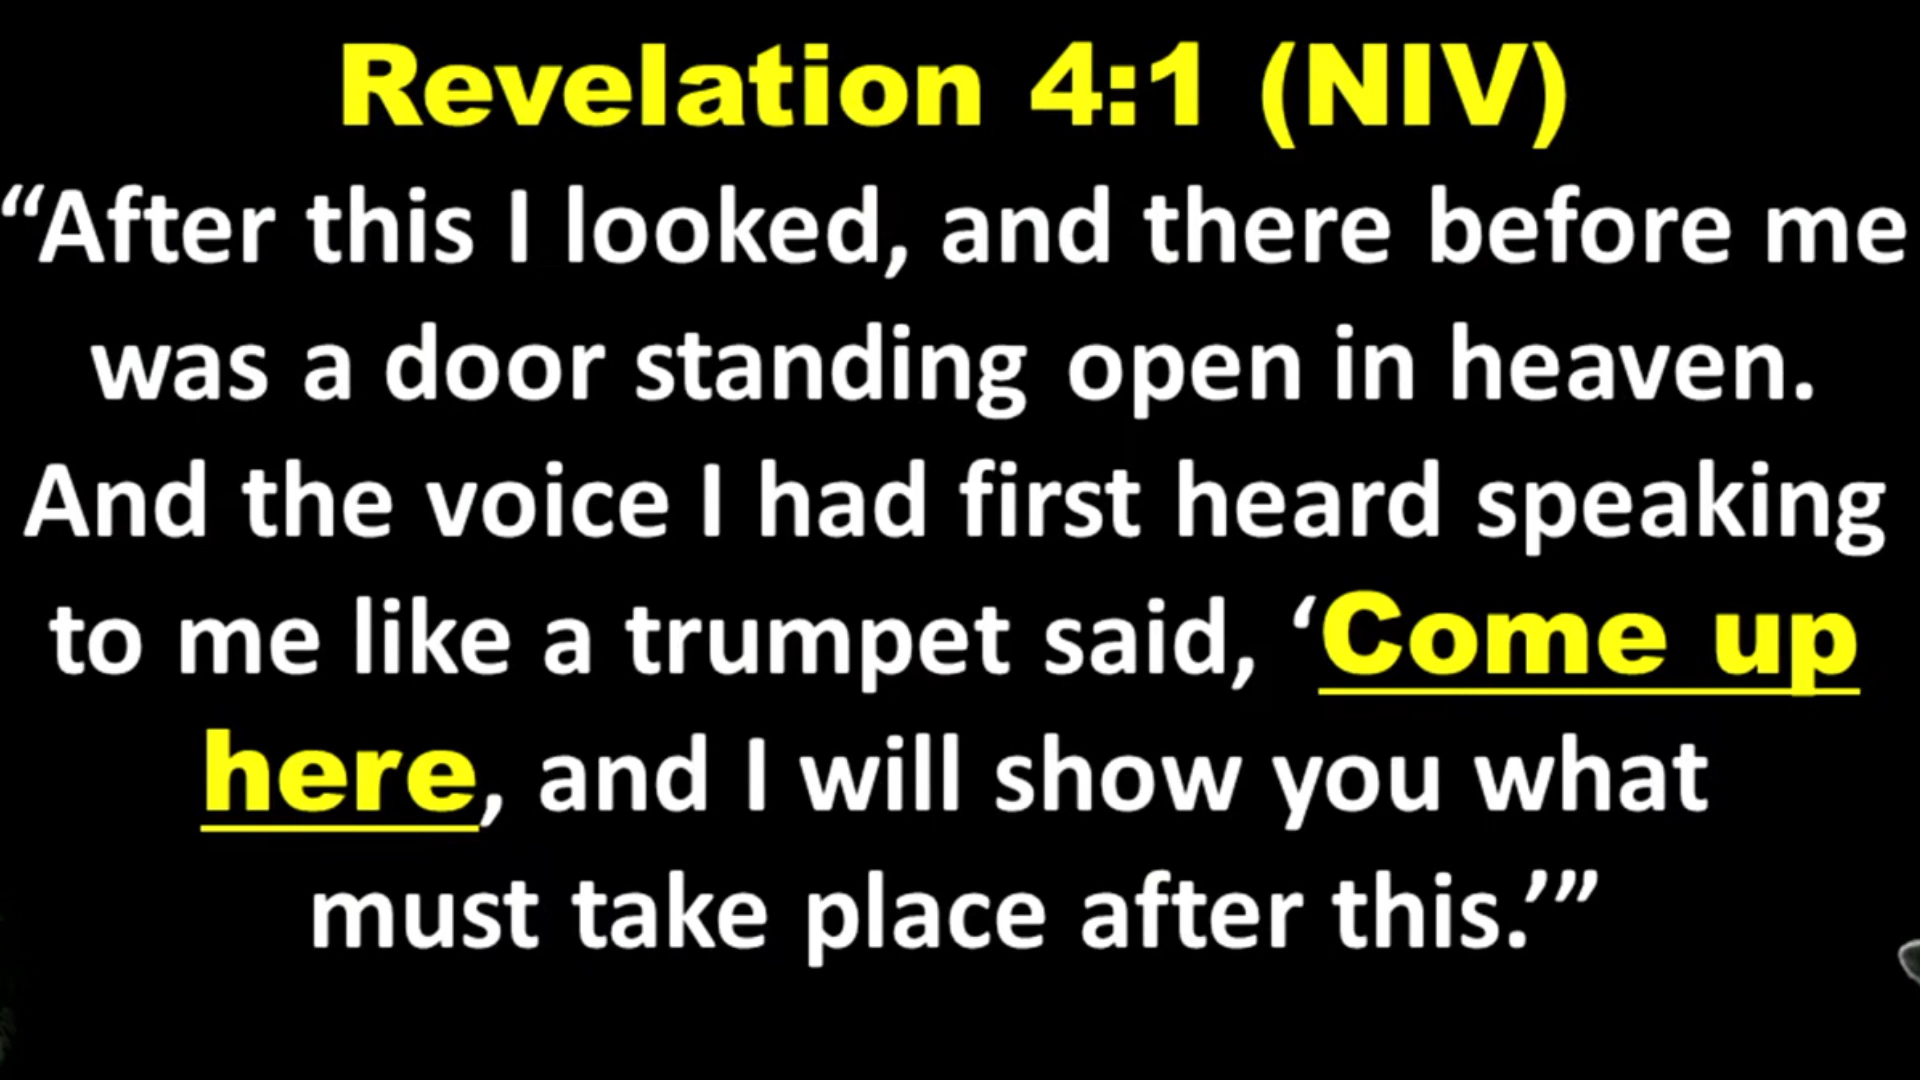 Revelation 4:1 (NIV)
“After this I looked, and there before me
was a door standing open in heaven.
And the voice I had first heard speaking
to me like a trumpet said, ‘Come up
here, and I will show you what
must take place after this.’”